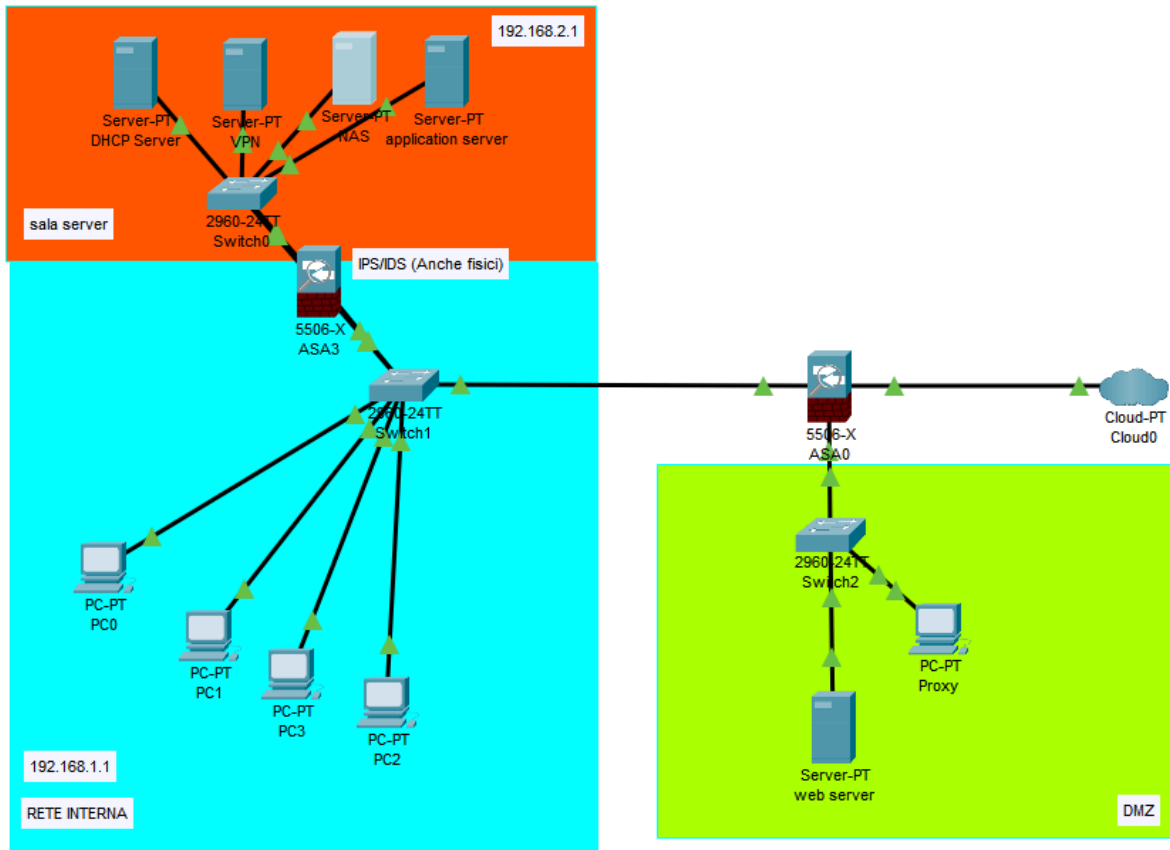 192.168.2.1
Server-PT
DHCP Server
Server-PT
VPN
Server-PT
NAS
Server-PT
application server
2960-24TT
Switch0
sala server
IPS/IDS (Anche fisici)
5506-X
ASA3
2960-24TT
Switch1
5506-X
ASA0
Cloud-PT
Cloud0
2960-24TT
Switch2
PC-PT
PC0
PC-PT
PC1
PC-PT
PC3
PC-PT
PC2
PC-PT
Proxy
Server-PT
web server
192.168.1.1
RETE INTERNA
DMZ